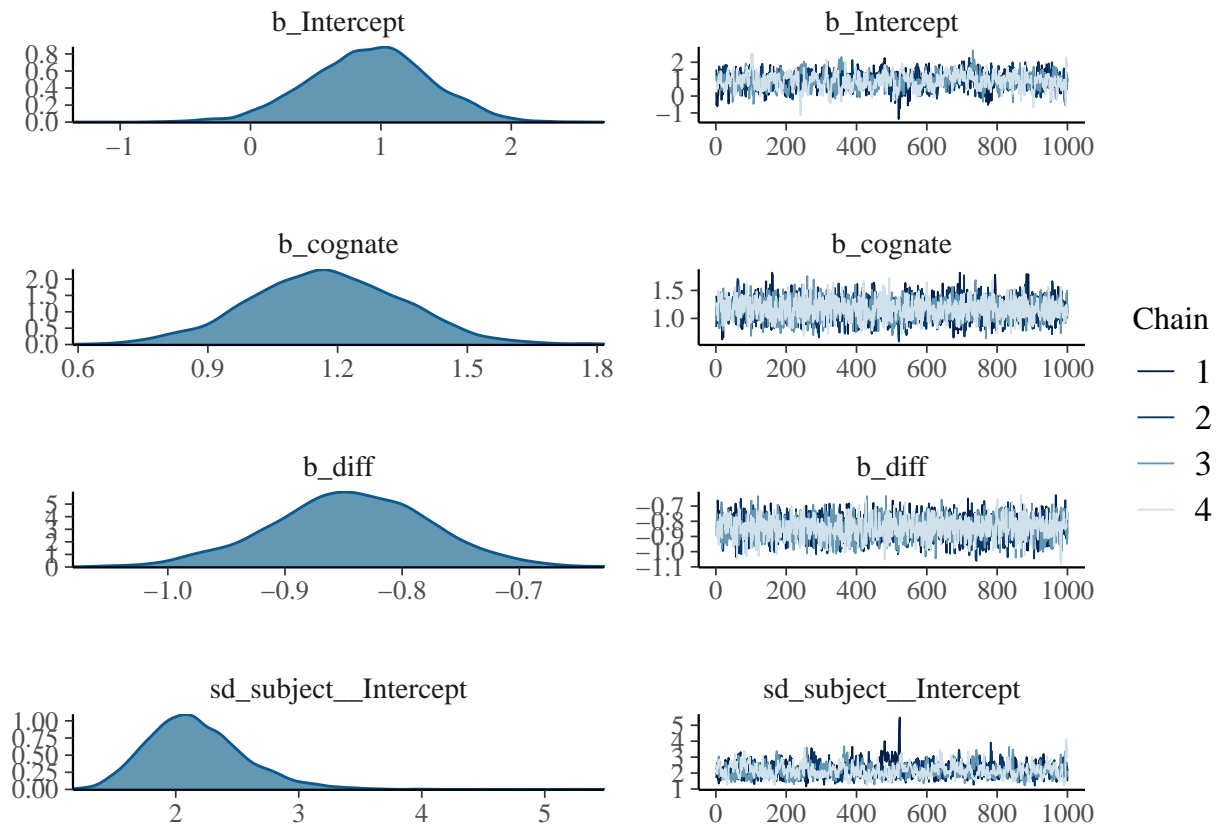 b_Intercept
0.8
0.6
0.4
0.2
0.0
−1 0 1 2
b_Intercept
2
1
0
−1
0 200 400 600 800 1000
b_cognate
2.0
1.5
1.0
0.5
0.0
0.6 0.9 1.2 1.5 1.8
b_cognate
1.5
1.0
0 200 400 600 800 1000
b_diff
5
4
3
2
1
0
−1.0 −0.9 −0.8 −0.7
b_diff
−0.7
−0.8
−0.9
−1.0
−1.1
0 200 400 600 800 1000
sd_subject__Intercept
1.00
0.75
0.50
0.25
0.00
2 3 4 5
sd_subject__Intercept
5
4
3
2
1
0 200 400 600 800 1000
Chain
1
2
3
4